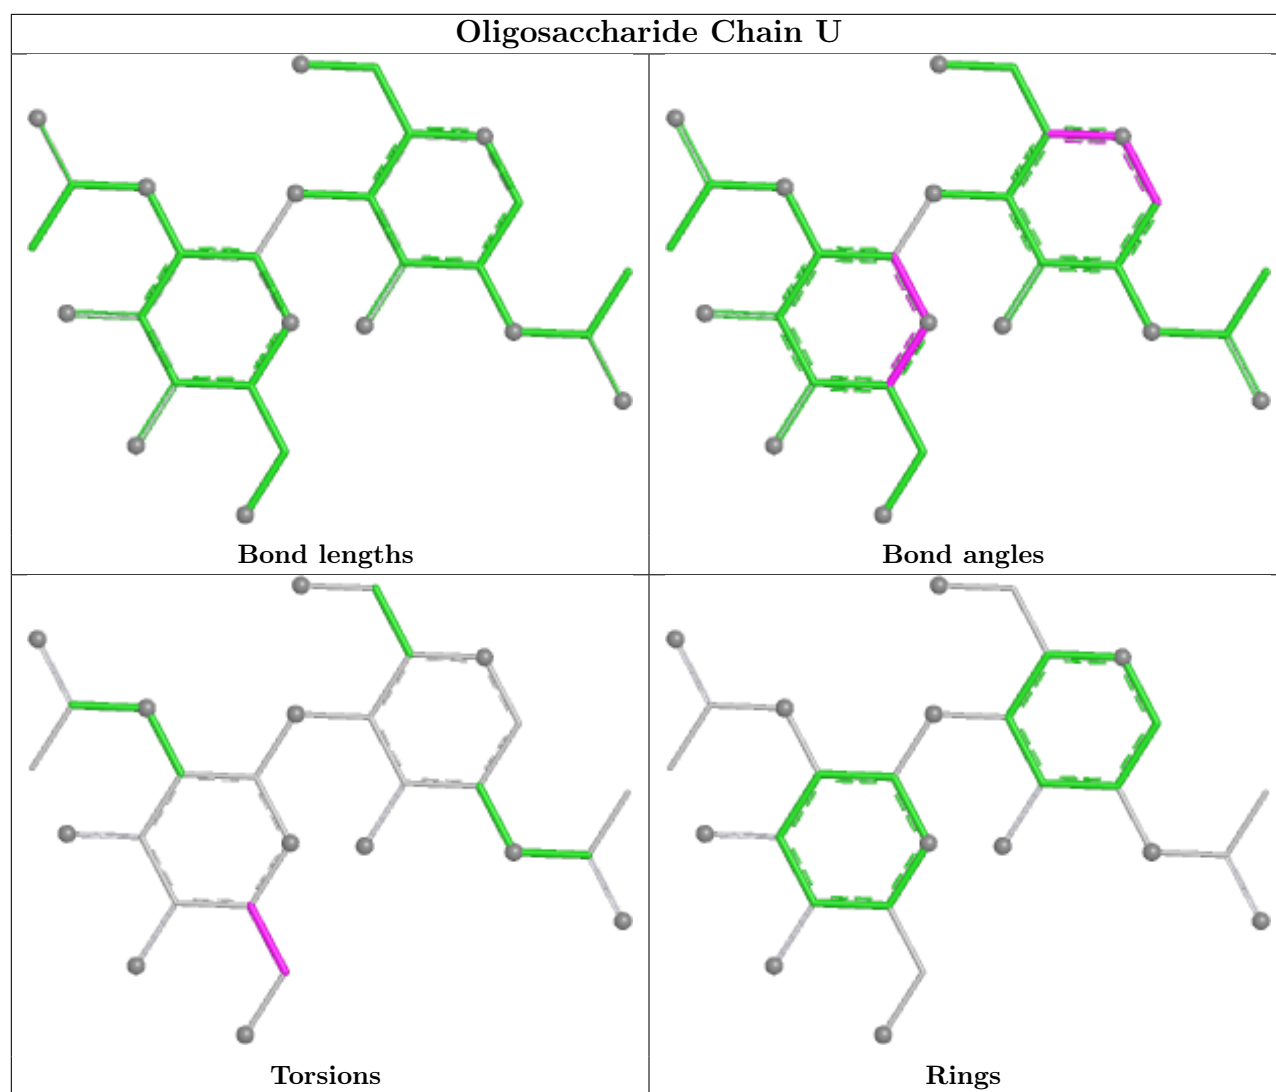 Oligosaccharide Chain U
Bond lengths
Bond angles
Torsions
Rings